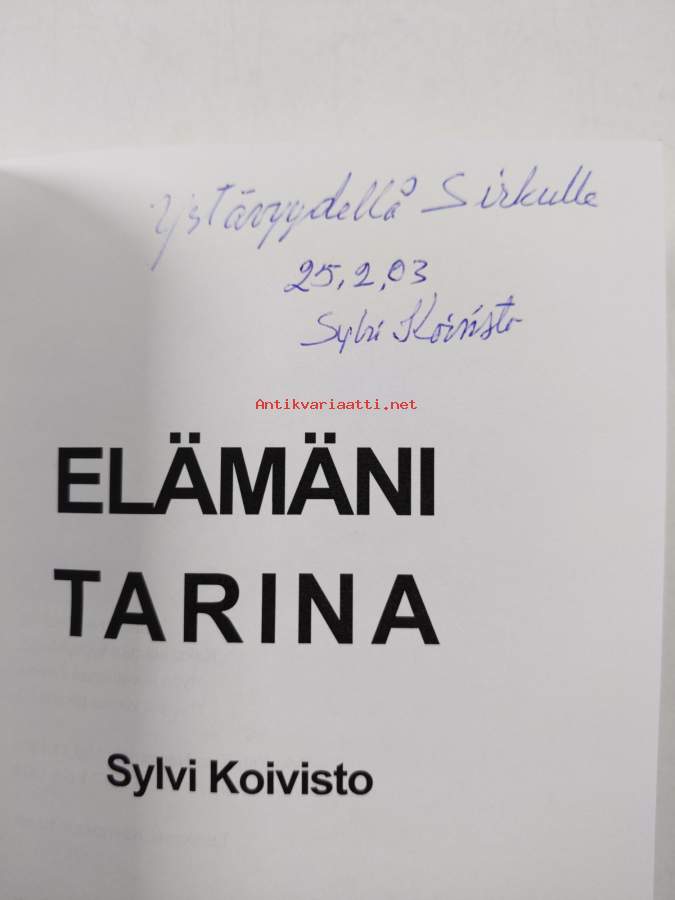 Ystävyydellä Sirkulle
25.2.03
Sylvi Koivisto
Antikvariaatti.net
ELÄMÄNI
TARINA
Sylvi Koivisto